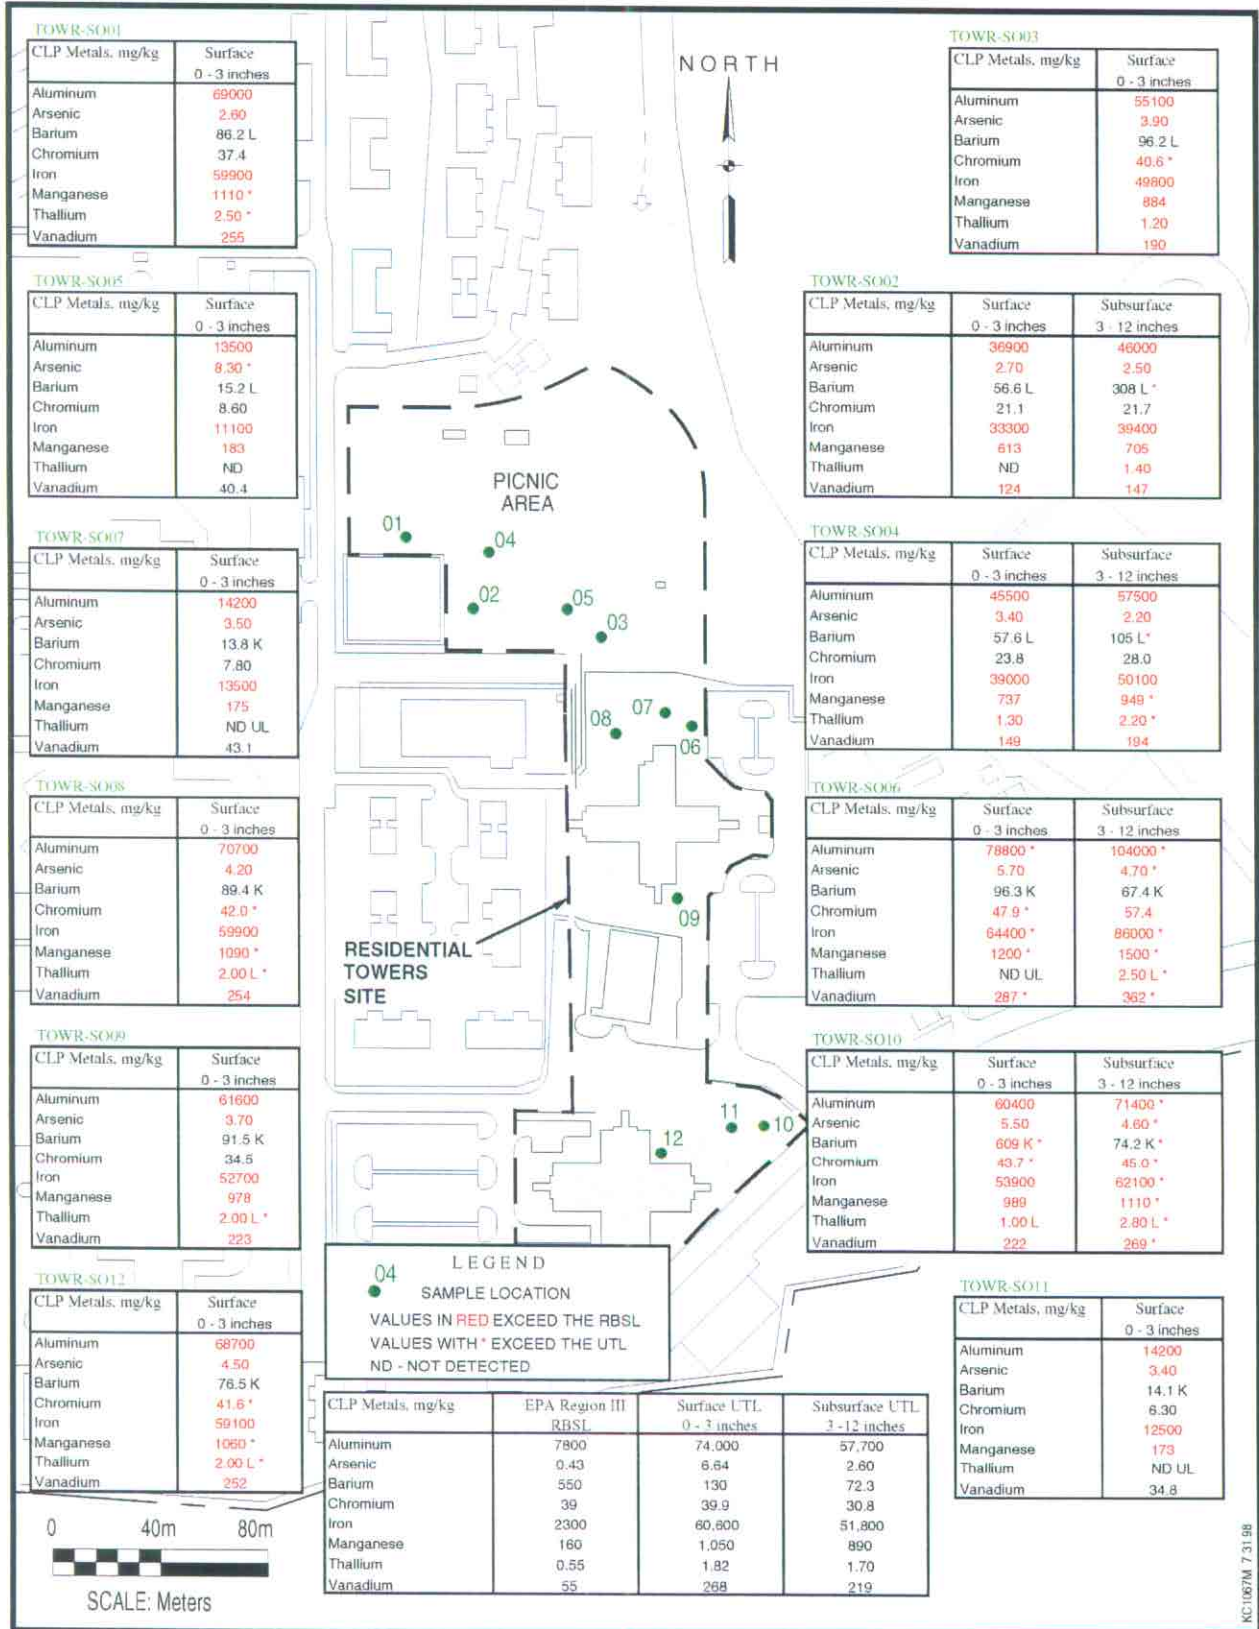 TOWR-SO01
CLP Metals, mg/kg Surface
0 - 3 inches
Aluminum 69000
Arsenic 2.60
Barium 86.2 L
Chromium 37.4
Iron 59900
Manganese 1110 *
Thallium 2.50 *
Vanadium 255
NORTH
TOWR-SO03
CLP Metals, mg/kg Surface
0 - 3 inches
Aluminum 55100
Arsenic 3.90
Barium 96.2 L
Chromium 40.6 *
Iron 49800
Manganese 884
Thallium 1.20
Vanadium 190
TOWR-SO05
CLP Metals, mg/kg Surface
0 - 3 inches
Aluminum 13500
Arsenic 8.30 *
Barium 15.2 L
Chromium 8.60
Iron 11100
Manganese 183
Thallium ND
Vanadium 40.4
TOWR-SO02
CLP Metals, mg/kg Surface Subsurface
0 - 3 inches 3 - 12 inches
Aluminum 36900 46000
Arsenic 2.70 2.50
Barium 56.6 L 308 L *
Chromium 21.1 21.7
Iron 33300 39400
Manganese 613 705
Thallium ND 1.40
Vanadium 124 147
PICNIC
AREA
01
04
02
05
03
TOWR-SO07
CLP Metals, mg/kg Surface
0 - 3 inches
Aluminum 14200
Arsenic 3.50
Barium 13.8 K
Chromium 7.80
Iron 13500
Manganese 175
Thallium ND UL
Vanadium 43.1
TOWR-SO04
CLP Metals, mg/kg Surface Subsurface
0 - 3 inches 3 - 12 inches
Aluminum 45500 57500
Arsenic 3.40 2.20
Barium 57.6 L 105 L*
Chromium 23.8 28.0
Iron 39000 50100
Manganese 737 949 *
Thallium 1.30 2.20 *
Vanadium 149 194
07
08
06
TOWR-SO08
CLP Metals, mg/kg Surface
0 - 3 inches
Aluminum 70700
Arsenic 4.20
Barium 89.4 K
Chromium 42.0 *
Iron 59900
Manganese 1090 *
Thallium 2.00 L *
Vanadium 254
TOWR-SO06
CLP Metals, mg/kg Surface Subsurface
0 - 3 inches 3 - 12 inches
Aluminum 78800 * 104000 *
Arsenic 5.70 4.70 *
Barium 96.3 K 67.4 K
Chromium 47.9 * 57.4
Iron 64400 * 86000 *
Manganese 1200 * 1500 *
Thallium ND UL 2.50 L *
Vanadium 287 * 362 *
09
RESIDENTIAL
TOWERS
SITE
TOWR-SO09
CLP Metals, mg/kg Surface
0 - 3 inches
Aluminum 61600
Arsenic 3.70
Barium 91.5 K
Chromium 34.5
Iron 52700
Manganese 978
Thallium 2.00 L *
Vanadium 223
TOWR-SO10
CLP Metals, mg/kg Surface Subsurface
0 - 3 inches 3 - 12 inches
Aluminum 60400 71400 *
Arsenic 5.50 4.60 *
Barium 609 K * 74.2 K *
Chromium 43.7 * 45.0 *
Iron 53900 62100 *
Manganese 989 1110 *
Thallium 1.00 L 2.80 L *
Vanadium 222 269 *
11
10
12
TOWR-SO12
CLP Metals, mg/kg Surface
0 - 3 inches
Aluminum 68700
Arsenic 4.50
Barium 76.5 K
Chromium 41.6 *
Iron 59100
Manganese 1060 *
Thallium 2.00 L *
Vanadium 252
LEGEND
04
SAMPLE LOCATION
VALUES IN RED EXCEED THE RBSL
VALUES WITH * EXCEED THE UTL
ND - NOT DETECTED
TOWR-SO11
CLP Metals, mg/kg Surface
0 - 3 inches
Aluminum 14200
Arsenic 3.40
Barium 14.1 K
Chromium 6.30
Iron 12500
Manganese 173
Thallium ND UL
Vanadium 34.8
CLP Metals, mg/kg EPA Region III Surface UTL Subsurface UTL
RBSL 0 - 3 inches 3 -12 inches
Aluminum 7800 74,000 57,700
Arsenic 0.43 6.64 2.60
Barium 550 130 72.3
Chromium 39 39.9 30.8
Iron 2300 60,600 51,800
Manganese 160 1,050 890
Thallium 0.55 1.82 1.70
Vanadium 55 268 219
0 40m 80m
SCALE: Meters
KC1067M 7 31 98